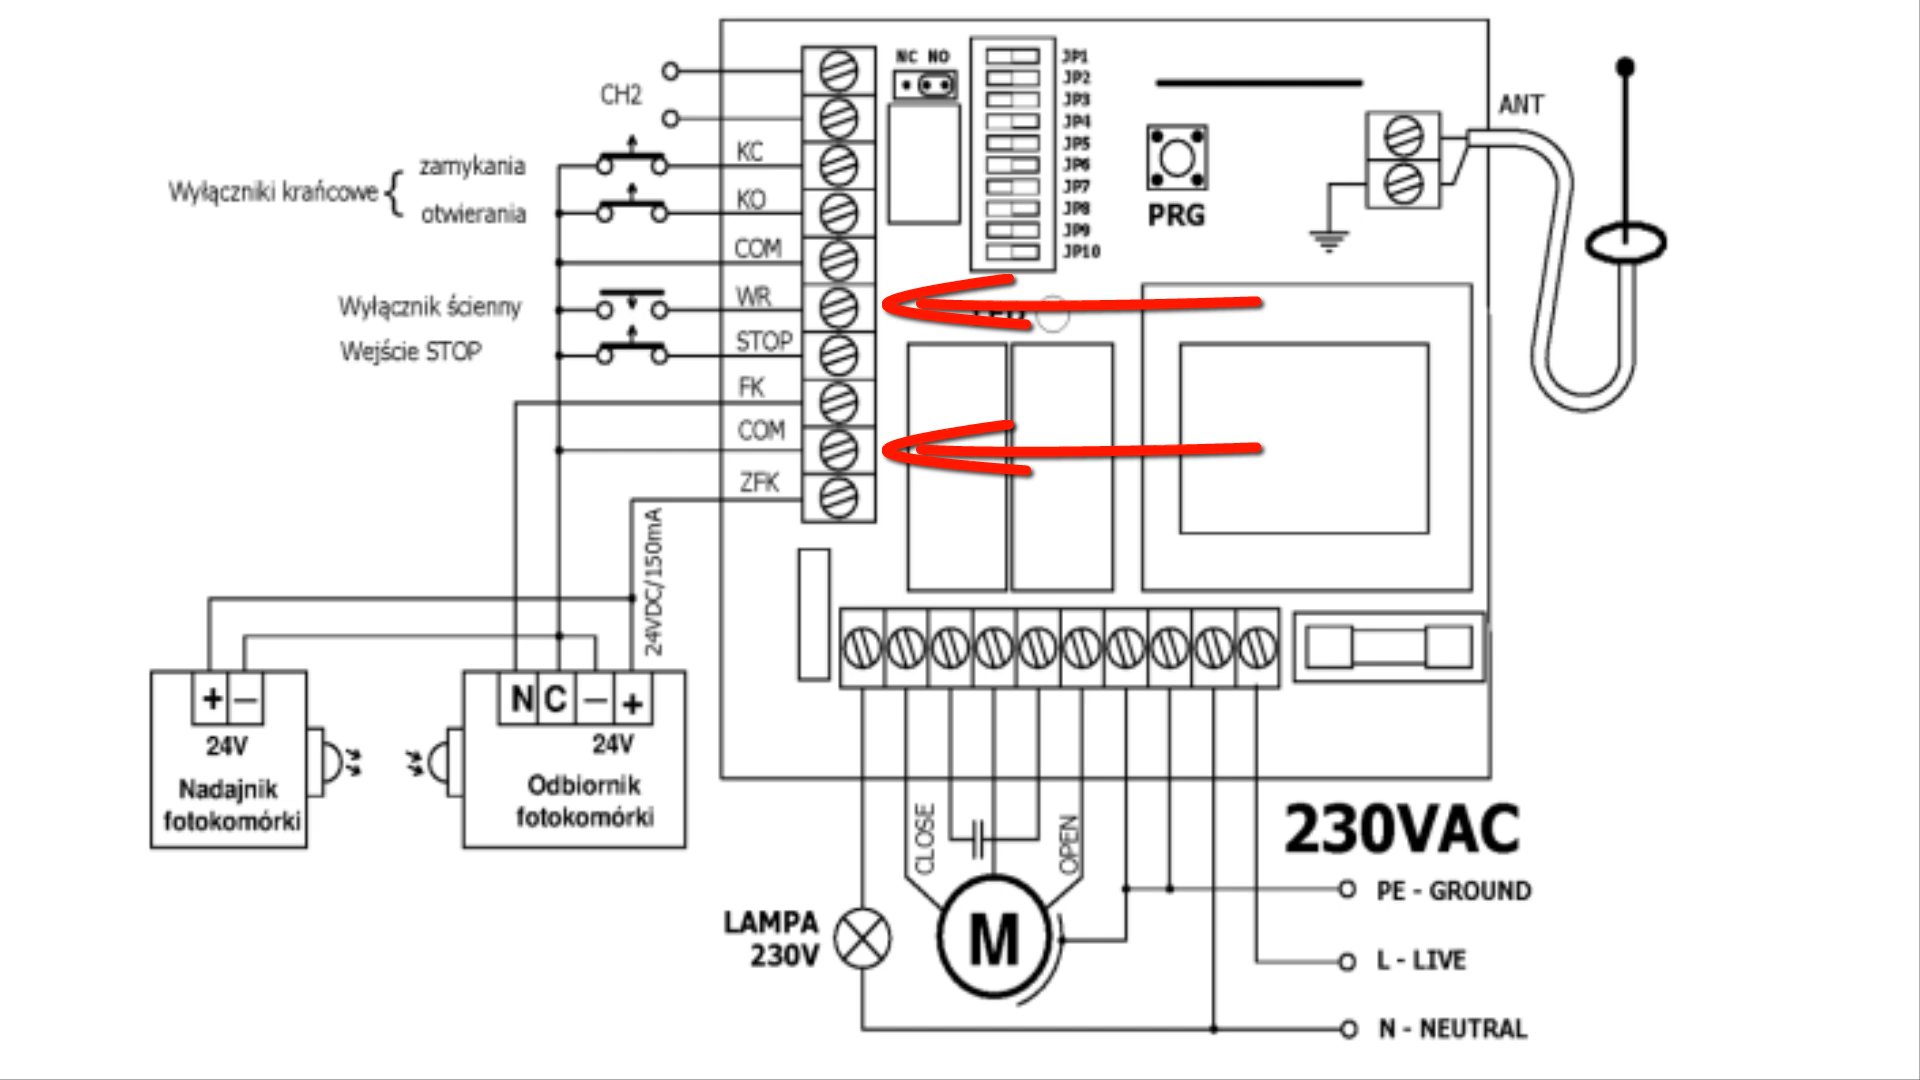 NC NO
JP1
JP2
JP3
JP4
JP5
JP6
JP7
JP8
JP9
JP10
ANT
PRG
CH2
KC
zamykania
Wyłączniki krańcowe {
otwierania
KO
COM
Wyłącznik ścienny
WR
LED
Wejście STOP
STOP
FK
COM
ZFK
24VDC/150mA
+ –
24V
Nadajnik
fotokomórki
N C – +
24V
Odbiornik
fotokomórki
CLOSE
OPEN
M
LAMPA
230V
230VAC
PE - GROUND
L - LIVE
N - NEUTRAL